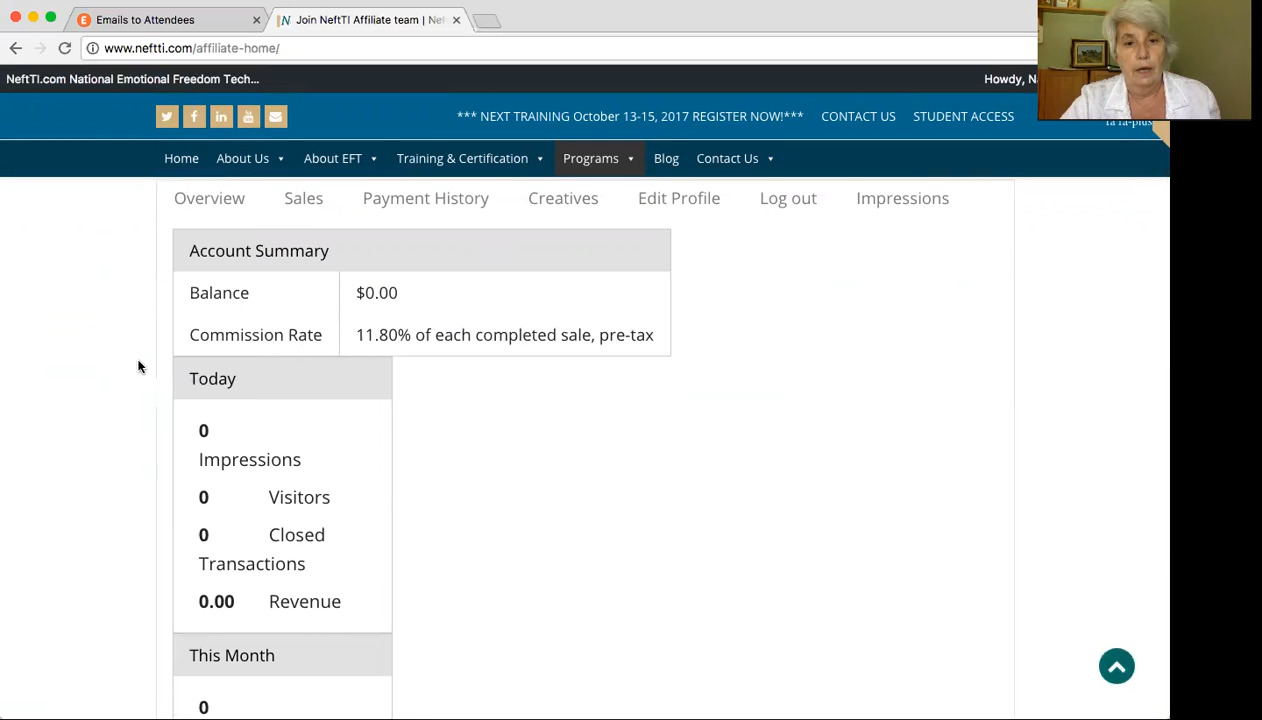 Emails to Attendees
Join NeftTI Affiliate team | Nef
www.neftti.com/affiliate-home/
NeftTI.com National Emotional Freedom Tech...
Howdy,
*** NEXT TRAINING October 13-15, 2017 REGISTER NOW!*** CONTACT US STUDENT ACCESS
Home About Us About EFT Training & Certification Programs Blog Contact Us
Overview Sales Payment History Creatives Edit Profile Log out Impressions
Account Summary
Balance $0.00
Commission Rate 11.80% of each completed sale, pre-tax
Today
0
Impressions
0 Visitors
0 Closed
Transactions
0.00 Revenue
This Month
0